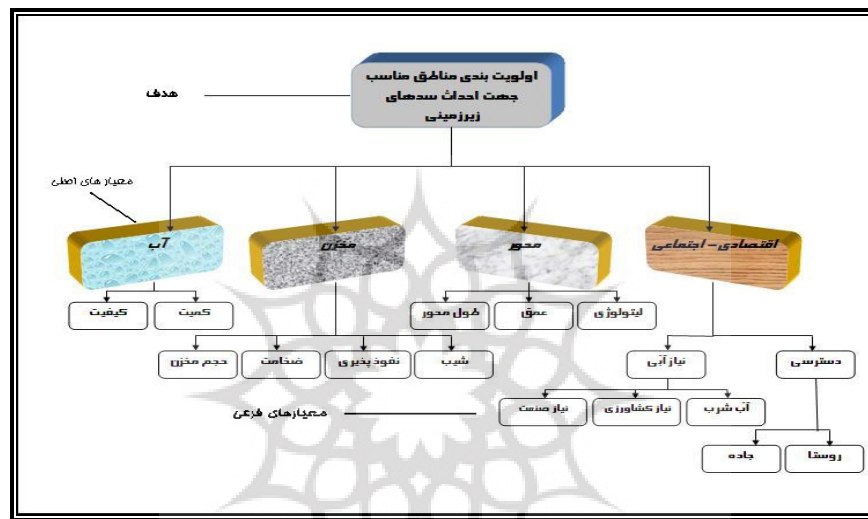 اولویت بندی مناطق مناسب
جهت احداث سدهای
زیرزمینی
هدف
معیارهای اصلی
اقتصادی - اجتماعی
محور
مخزن
آب
لیتولوژی
عمق
طول محور
کمیت
کیفیت
دسترسی
نیاز آبی
شیب
نفوذپذیری
ضخامت
حجم مخزن
معیارهای فرعی
آب شرب
نیاز کشاورزی
نیاز صنعت
روستا
جاده